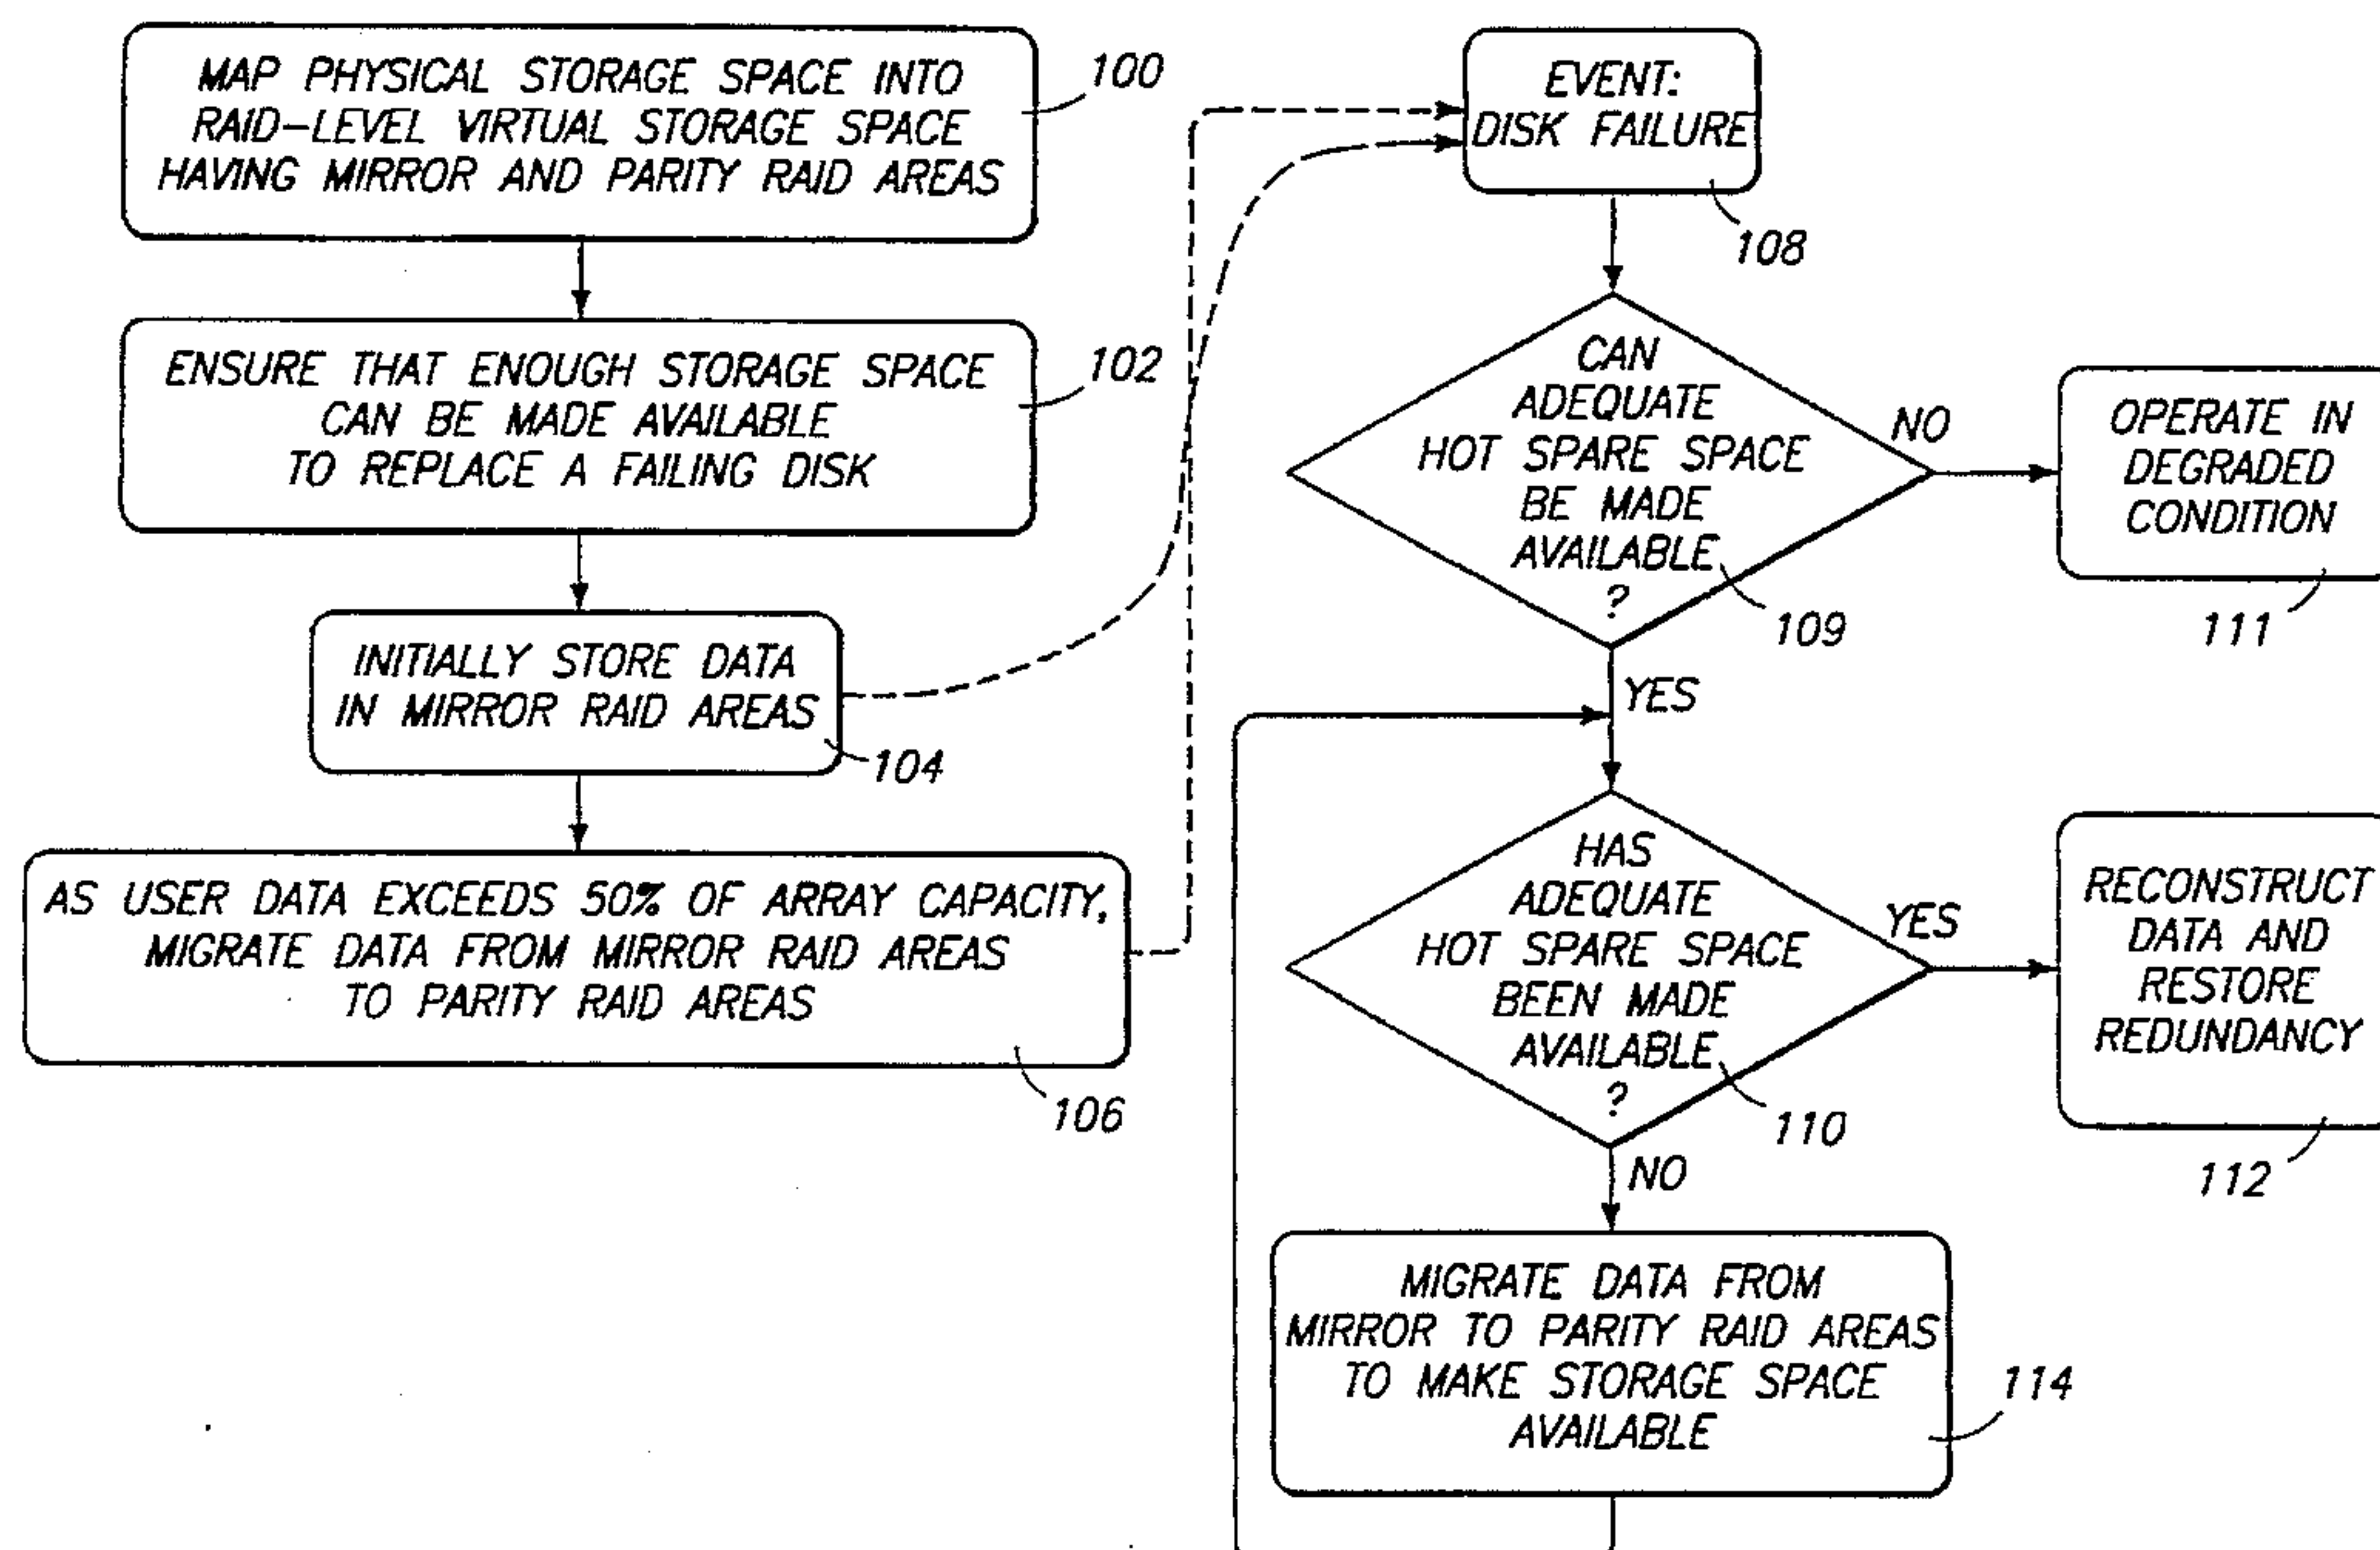 MAP PHYSICAL STORAGE SPACE INTO
RAID-LEVEL VIRTUAL STORAGE SPACE
HAVING MIRROR AND PARITY RAID AREAS
100
ENSURE THAT ENOUGH STORAGE SPACE
CAN BE MADE AVAILABLE
TO REPLACE A FAILING DISK
102
INITIALLY STORE DATA
IN MIRROR RAID AREAS
104
AS USER DATA EXCEEDS 50% OF ARRAY CAPACITY,
MIGRATE DATA FROM MIRROR RAID AREAS
TO PARITY RAID AREAS
106
EVENT:
DISK FAILURE
108
CAN
ADEQUATE
HOT SPARE SPACE
BE MADE
AVAILABLE
?
109
NO
OPERATE IN
DEGRADED
CONDITION
111
YES
HAS
ADEQUATE
HOT SPARE SPACE
BEEN MADE
AVAILABLE
?
110
YES
RECONSTRUCT
DATA AND
RESTORE
REDUNDANCY
112
NO
MIGRATE DATA FROM
MIRROR TO PARITY RAID AREAS
TO MAKE STORAGE SPACE
AVAILABLE
114